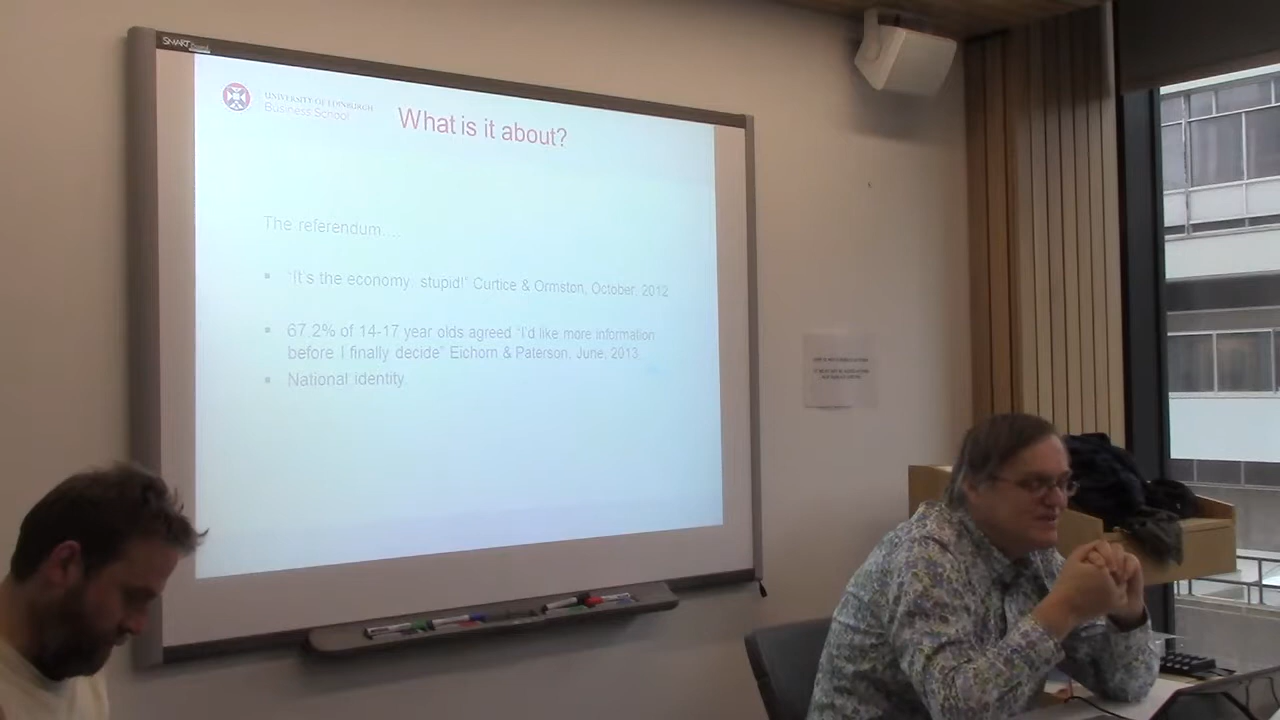 SMART
UNIVERSITY OF EDINBURGH
Business School
What is it about?
The referendum....
▪ "It's the economy: stupid!" Curtice & Ormston, October, 2012
▪ 67.2% of 14-17 year olds agreed "I'd like more information
before I finally decide" Eichorn & Paterson, June, 2013
▪ National identity